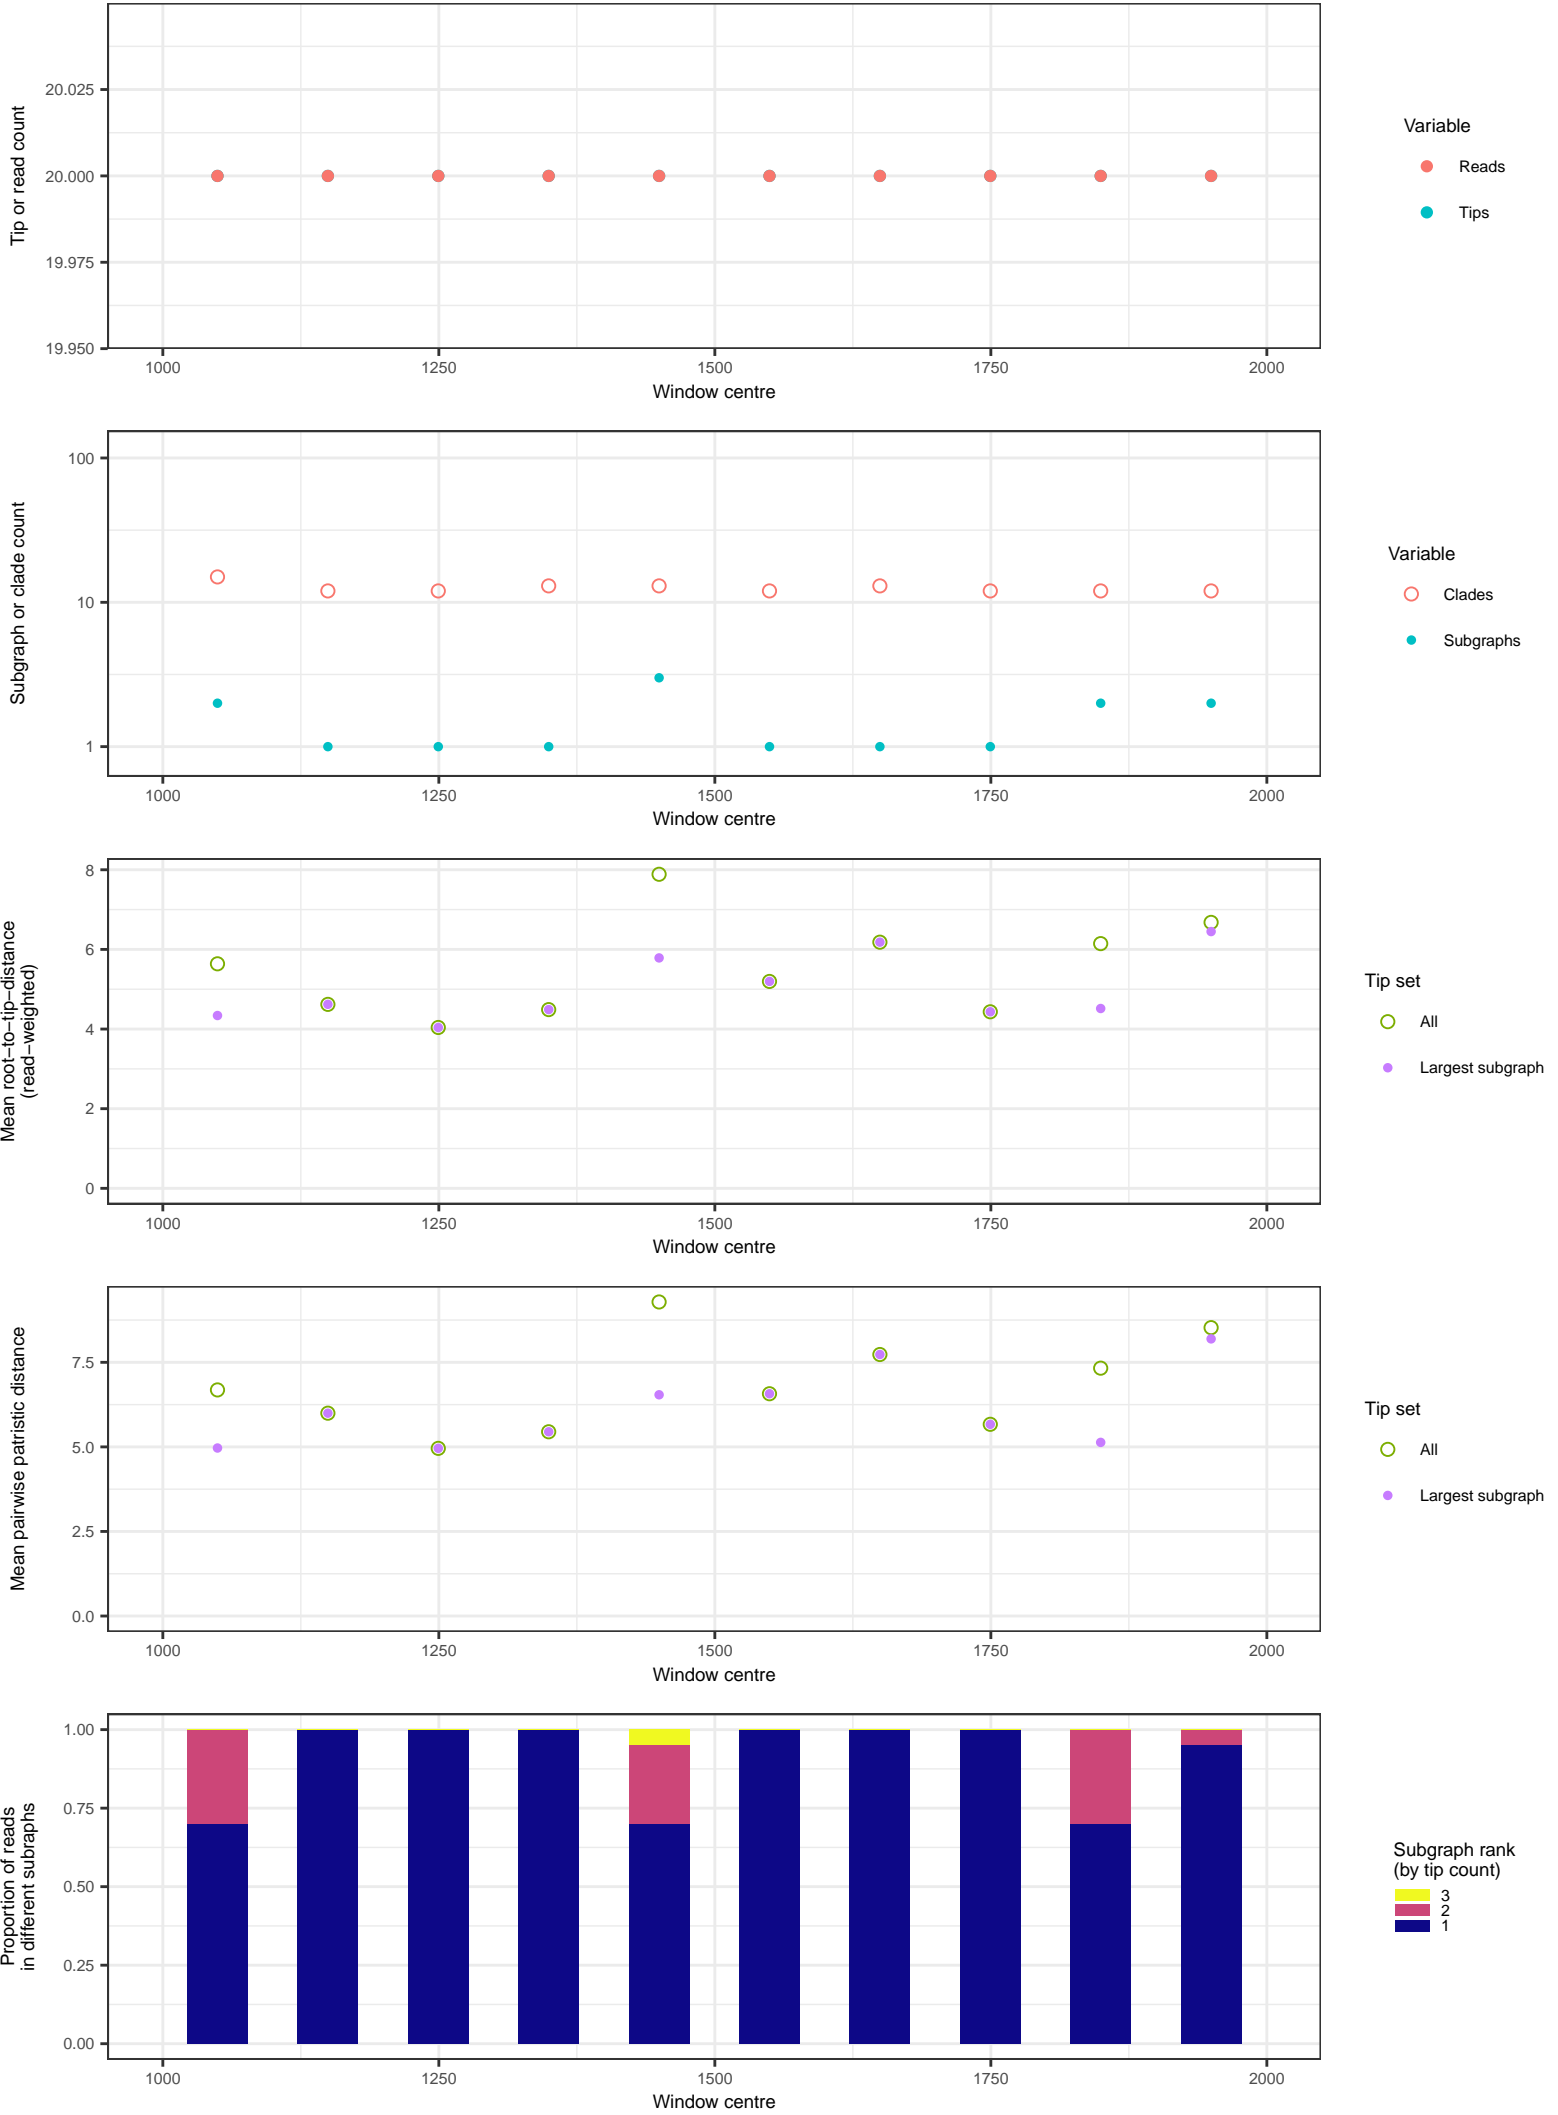 Tip or read count
20.025
20.000
19.975
19.950
1000 1250 1500 1750 2000
Window centre
Variable
Reads
Tips
Subgraph or clade count
100
10
1
1000 1250 1500 1750 2000
Window centre
Variable
Clades
Subgraphs
Mean root−to−tip−distance
(read−weighted)
8
6
4
2
0
1000 1250 1500 1750 2000
Window centre
Tip set
All
Largest subgraph
Mean pairwise patristic distance
7.5
5.0
2.5
0.0
1000 1250 1500 1750 2000
Window centre
Tip set
All
Largest subgraph
Proportion of reads
in different subraphs
1.00
0.75
0.50
0.25
0.00
1000 1250 1500 1750 2000
Window centre
Subgraph rank
(by tip count)
3
2
1